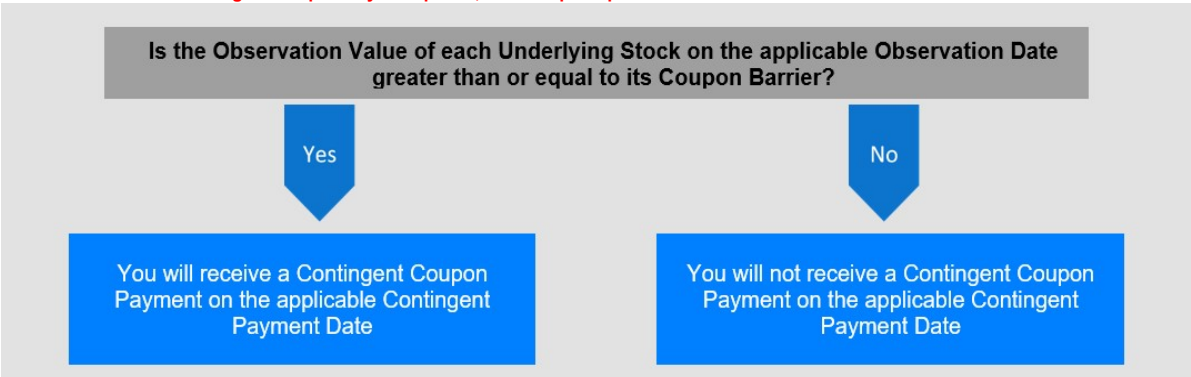 Is the Observation Value of each Underlying Stock on the applicable Observation Date
greater than or equal to its Coupon Barrier?
Yes
No
You will receive a Contingent Coupon
Payment on the applicable Contingent
Payment Date
You will not receive a Contingent Coupon
Payment on the applicable Contingent
Payment Date